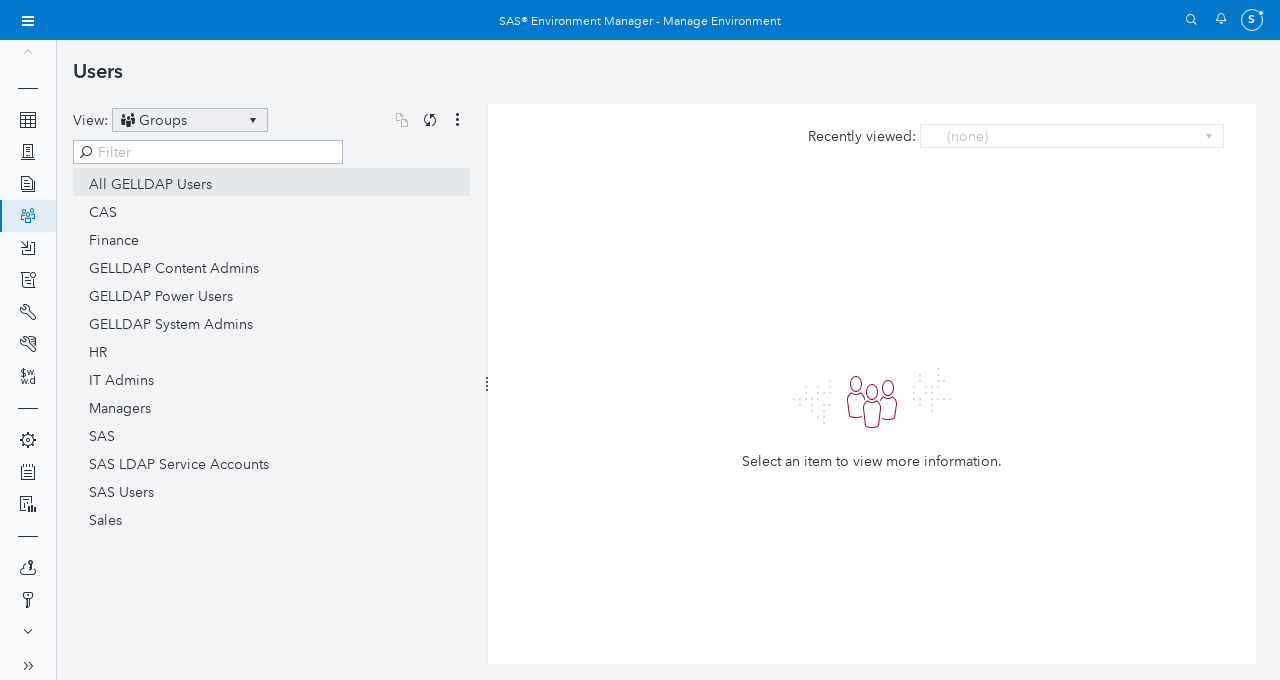 SAS® Environment Manager - Manage Environment
S
Users
View: Groups
Filter
All GELLDAP Users
CAS
Finance
GELLDAP Content Admins
GELLDAP Power Users
GELLDAP System Admins
HR
IT Admins
Managers
SAS
SAS LDAP Service Accounts
SAS Users
Sales
$w.
w.d
Recently viewed: (none)
Select an item to view more information.